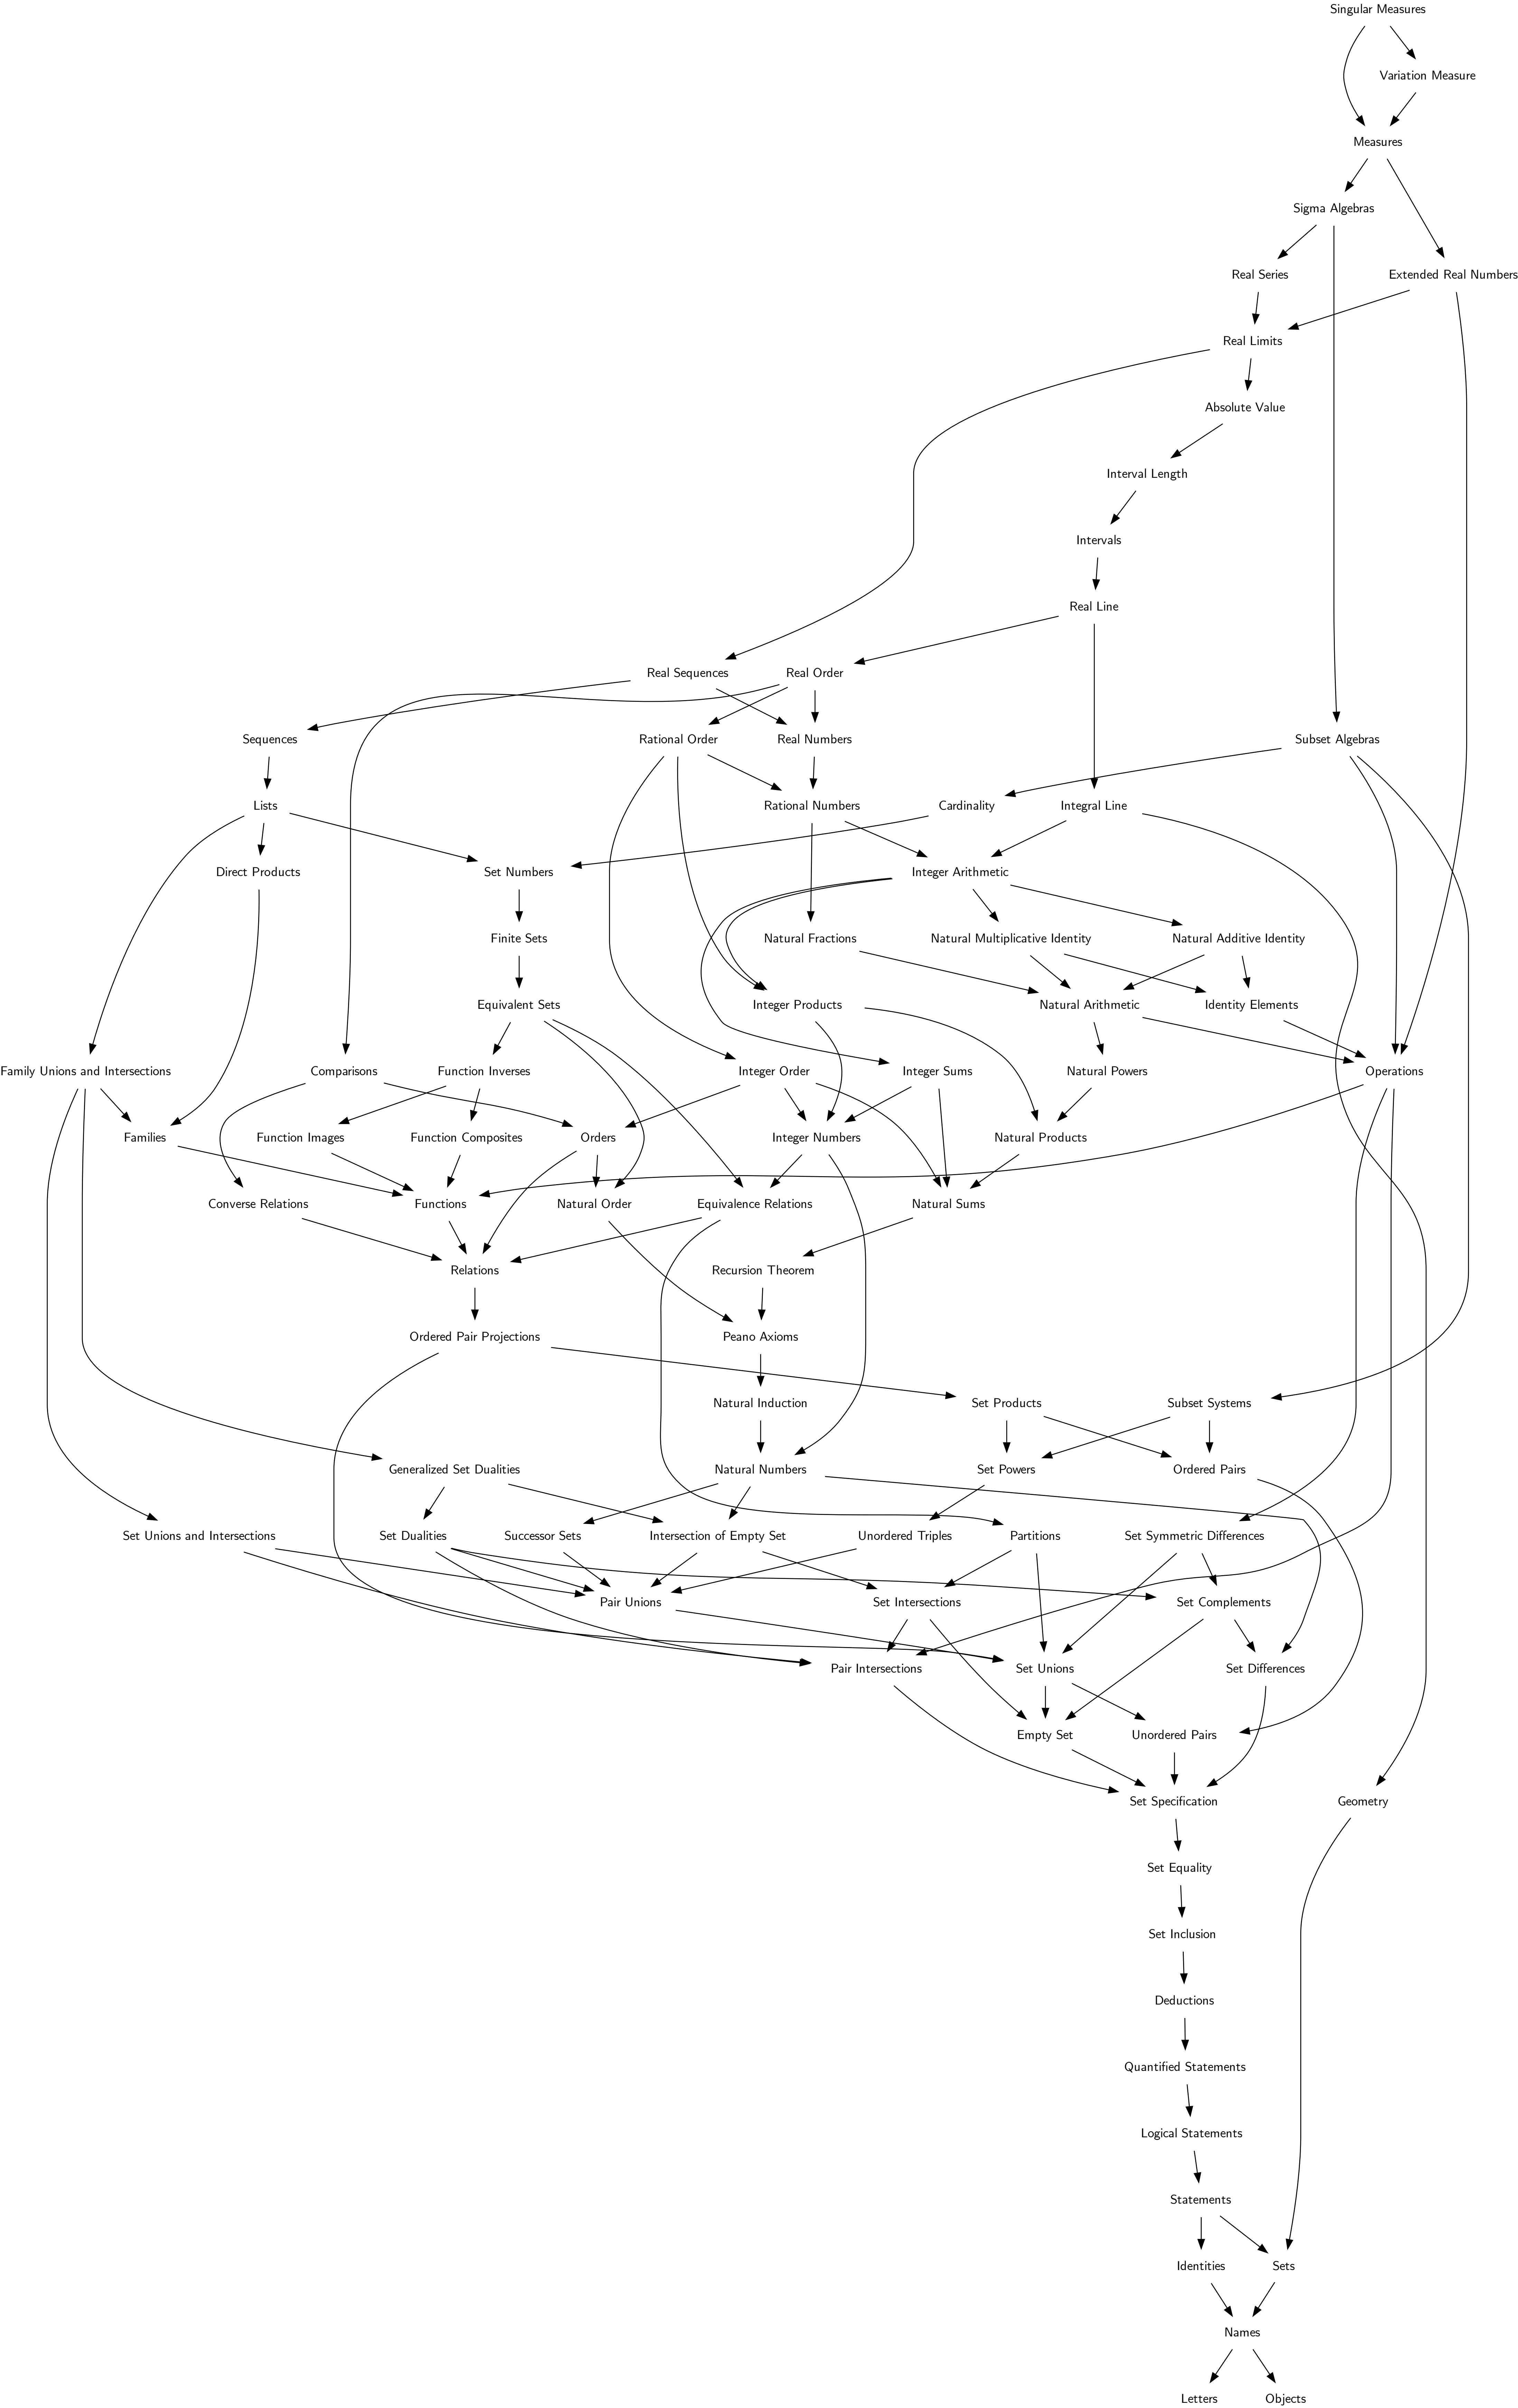 Singular Measures
Variation Measure
Measures
Sigma Algebras
Real Series
Extended Real Numbers
Real Limits
Absolute Value
Interval Length
Intervals
Real Line
Real Sequences
Real Order
Sequences
Rational Order
Real Numbers
Subset Algebras
Lists
Rational Numbers
Cardinality
Integral Line
Direct Products
Set Numbers
Integer Arithmetic
Finite Sets
Natural Fractions
Natural Multiplicative Identity
Natural Additive Identity
Equivalent Sets
Integer Products
Natural Arithmetic
Identity Elements
Family Unions and Intersections
Comparisons
Function Inverses
Integer Order
Integer Sums
Natural Powers
Operations
Families
Function Images
Function Composites
Orders
Integer Numbers
Natural Products
Converse Relations
Functions
Natural Order
Equivalence Relations
Natural Sums
Relations
Recursion Theorem
Ordered Pair Projections
Peano Axioms
Natural Induction
Set Products
Subset Systems
Generalized Set Dualities
Natural Numbers
Set Powers
Ordered Pairs
Set Unions and Intersections
Set Dualities
Successor Sets
Intersection of Empty Set
Unordered Triples
Partitions
Set Symmetric Differences
Pair Unions
Set Intersections
Set Complements
Pair Intersections
Set Unions
Set Differences
Empty Set
Unordered Pairs
Set Specification
Geometry
Set Equality
Set Inclusion
Deductions
Quantified Statements
Logical Statements
Statements
Identities
Sets
Names
Letters
Objects